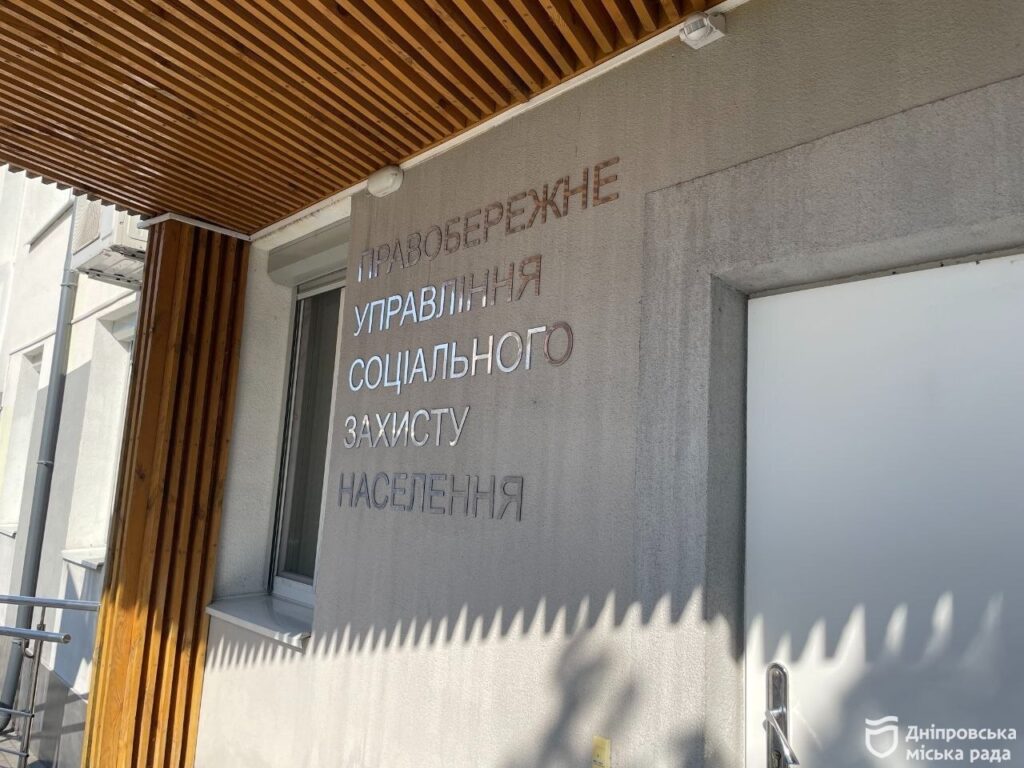 ПРАВОБЕРЕЖНЕ
УПРАВЛІННЯ
СОЦІАЛЬНОГО
ЗАХИСТУ
НАСЕЛЕННЯ
Дніпровська
міська рада